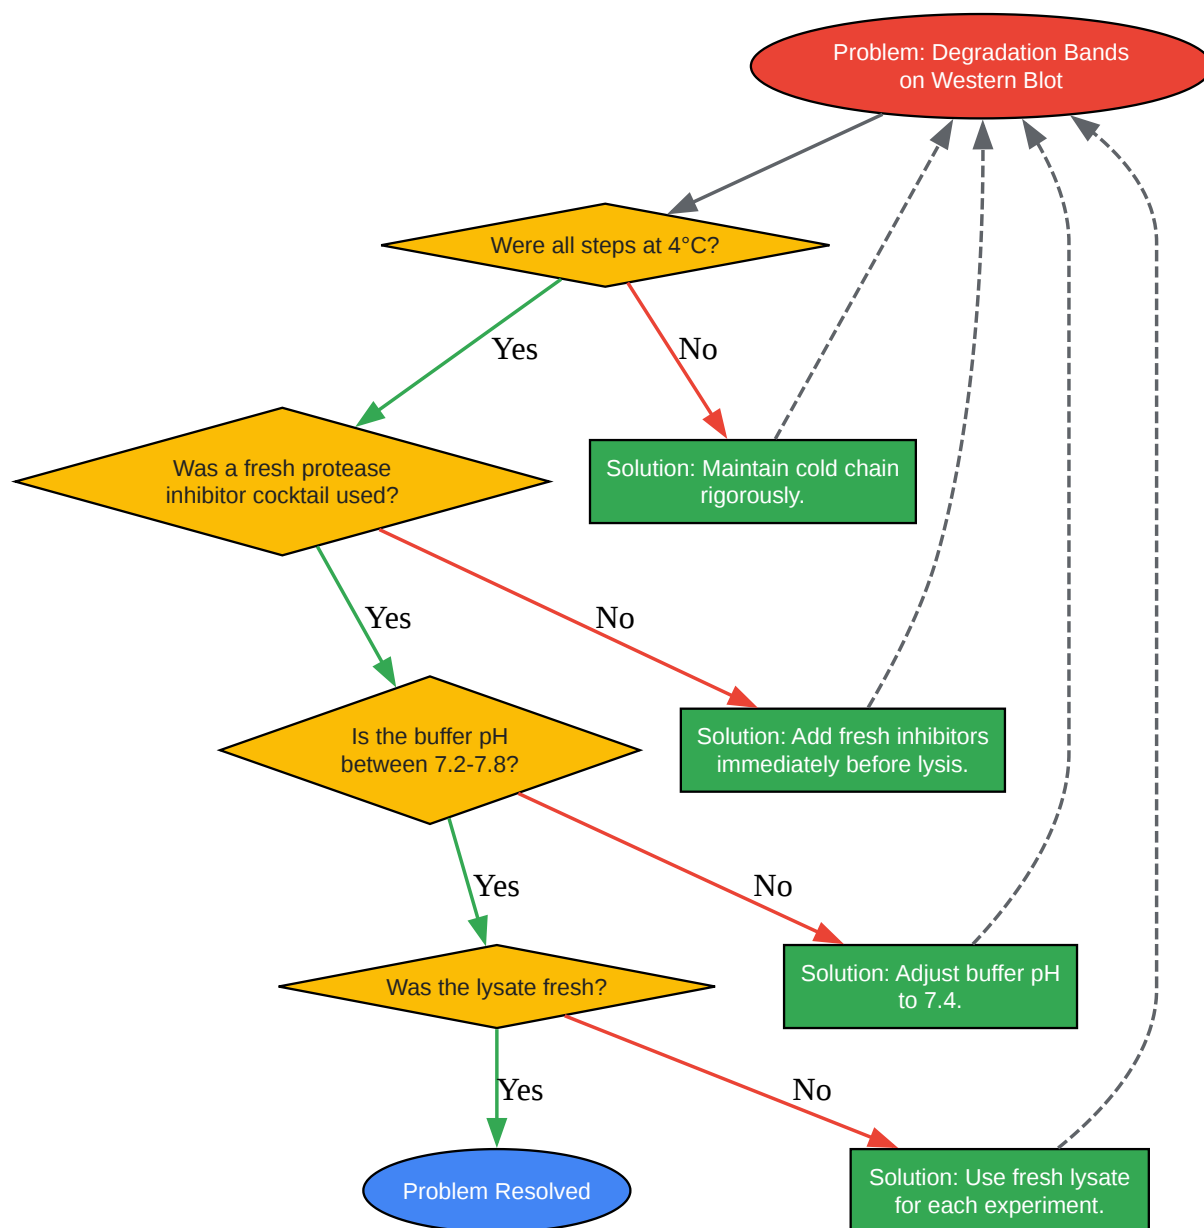 Problem: Degradation Bands
on Western Blot
Were all steps at 4°C?
Yes
No
Was a fresh protease
inhibitor cocktail used?
Solution: Maintain cold chain
rigorously.
Yes
No
Is the buffer pH
between 7.2-7.8?
Solution: Add fresh inhibitors
immediately before lysis.
Yes
No
Was the lysate fresh?
Solution: Adjust buffer pH
to 7.4.
Yes
No
Problem Resolved
Solution: Use fresh lysate
for each experiment.